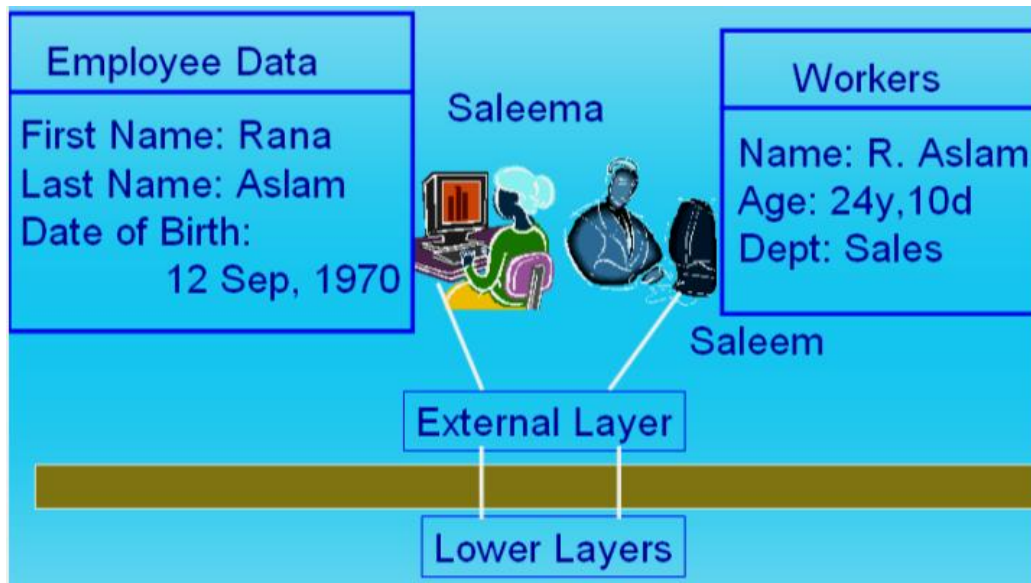 Employee Data
First Name: Rana
Last Name: Aslam
Date of Birth:
12 Sep, 1970
Saleema
Workers
Name: R. Aslam
Age: 24y,10d
Dept: Sales
Saleem
External Layer
Lower Layers